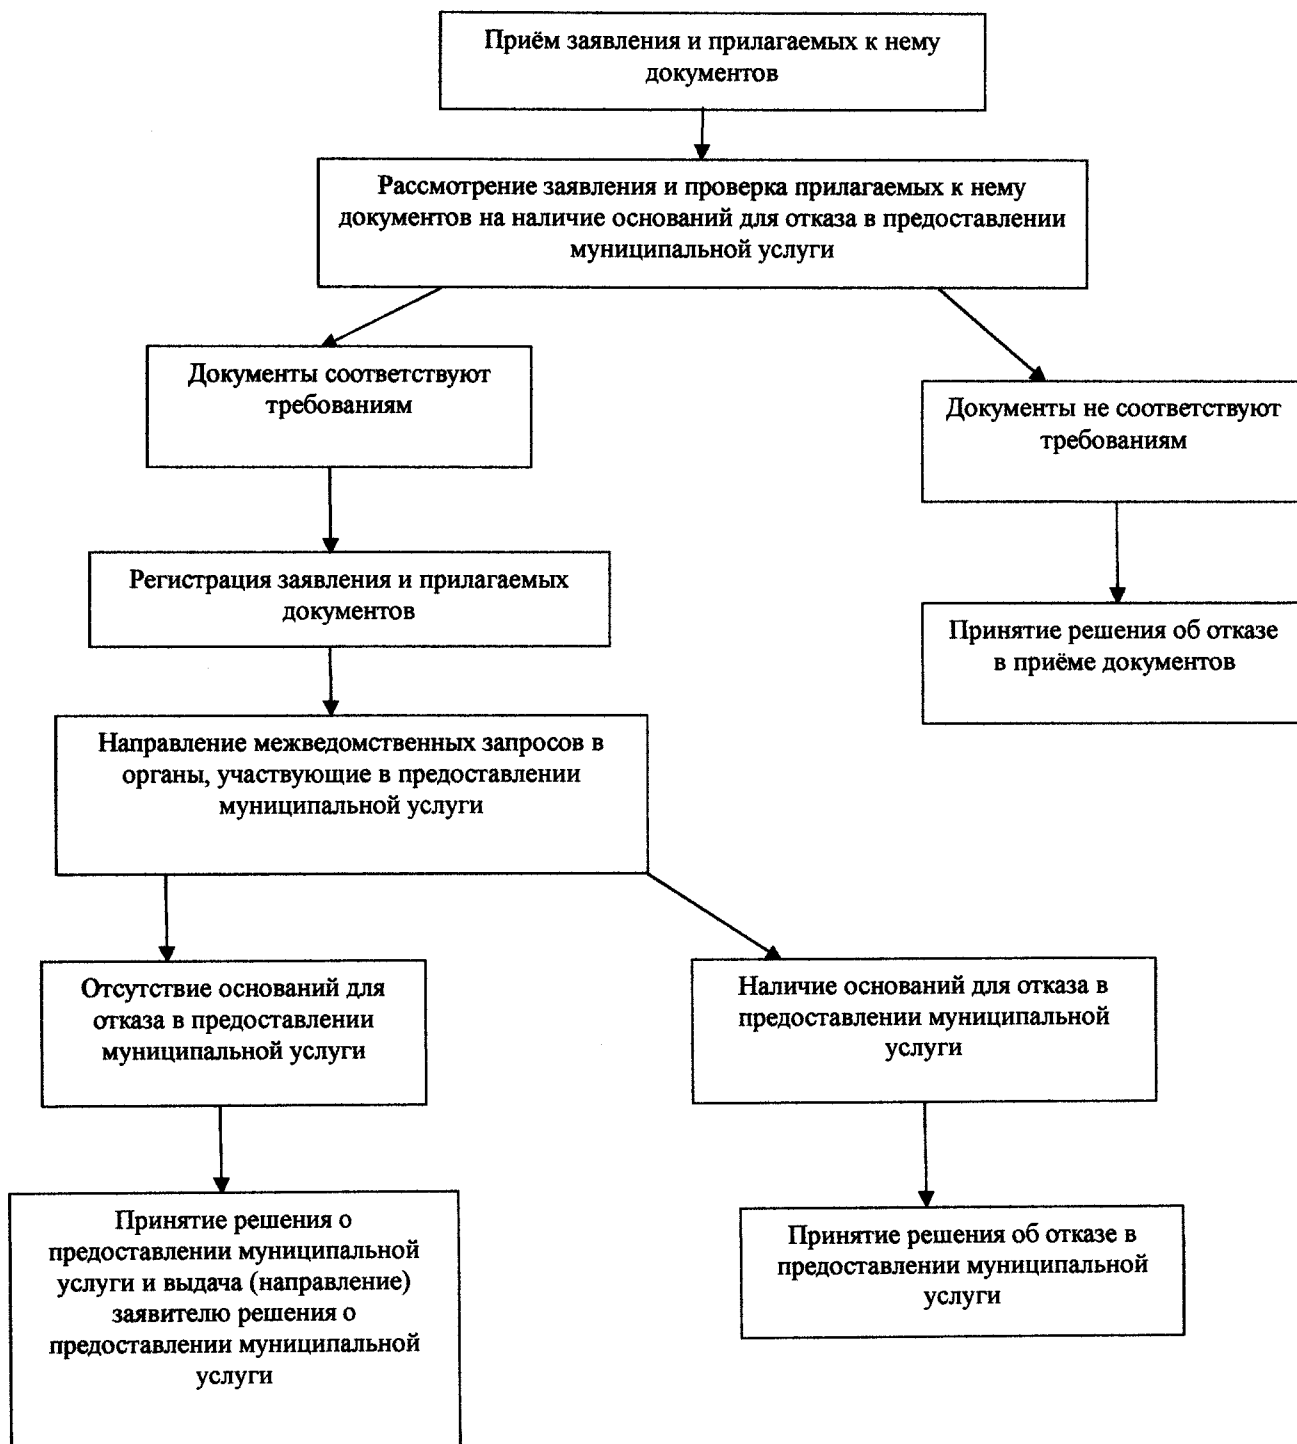 Приём заявления и прилагаемых к нему
документов
Рассмотрение заявления и проверка прилагаемых к нему
документов на наличие оснований для отказа в предоставлении
муниципальной услуги
Документы соответствуют
требованиям
Документы не соответствуют
требованиям
Регистрация заявления и прилагаемых
документов
Принятие решения об отказе
в приёме документов
Направление межведомственных запросов в
органы, участвующие в предоставлении
муниципальной услуги
Отсутствие оснований для
отказа в предоставлении
муниципальной услуги
Наличие оснований для отказа в
предоставлении муниципальной
услуги
Принятие решения о
предоставлении муниципальной
услуги и выдача (направление)
заявителю решения о
предоставлении муниципальной
услуги
Принятие решения об отказе в
предоставлении муниципальной
услуги